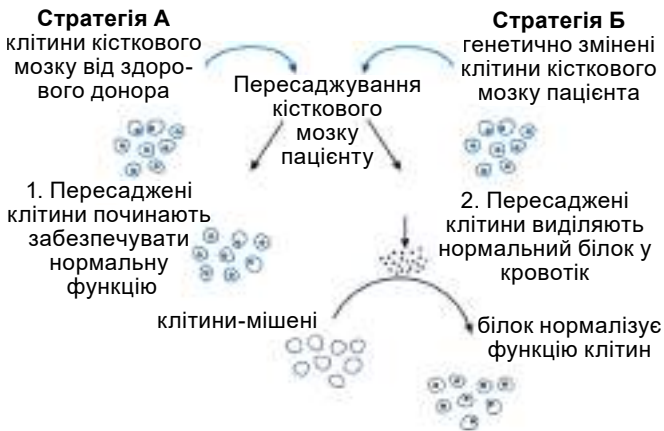 Стратегія А
клітини кісткового
мозку від здоро-
вого донора
Стратегія Б
генетично змінені
клітини кісткового
мозку пацієнта
Пересаджування
кісткового
мозку
пацієнту
1. Пересаджені
клітини починають
забезпечувати
нормальну
функцію
2. Пересаджені
клітини виділяють
нормальний білок у
кровотік
клітини-мішені
білок нормалізує
функцію клітин